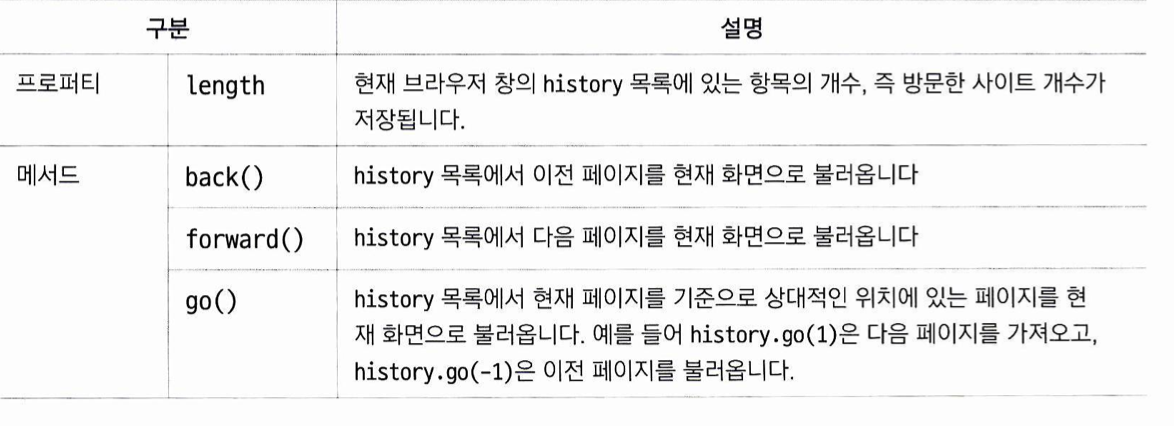 구분 설명
프로퍼티 length 현재 브라우저 창의 history 목록에 있는 항목의 개수, 즉 방문한 사이트 개수가
저장됩니다.
메서드 back() history 목록에서 이전 페이지를 현재 화면으로 불러옵니다
forward() history 목록에서 다음 페이지를 현재 화면으로 불러옵니다
go() history 목록에서 현재 페이지를 기준으로 상대적인 위치에 있는 페이지를 현
재 화면으로 불러옵니다. 예를 들어 history.go(1)은 다음 페이지를 가져오고,
history.go(-1)은 이전 페이지를 불러옵니다.